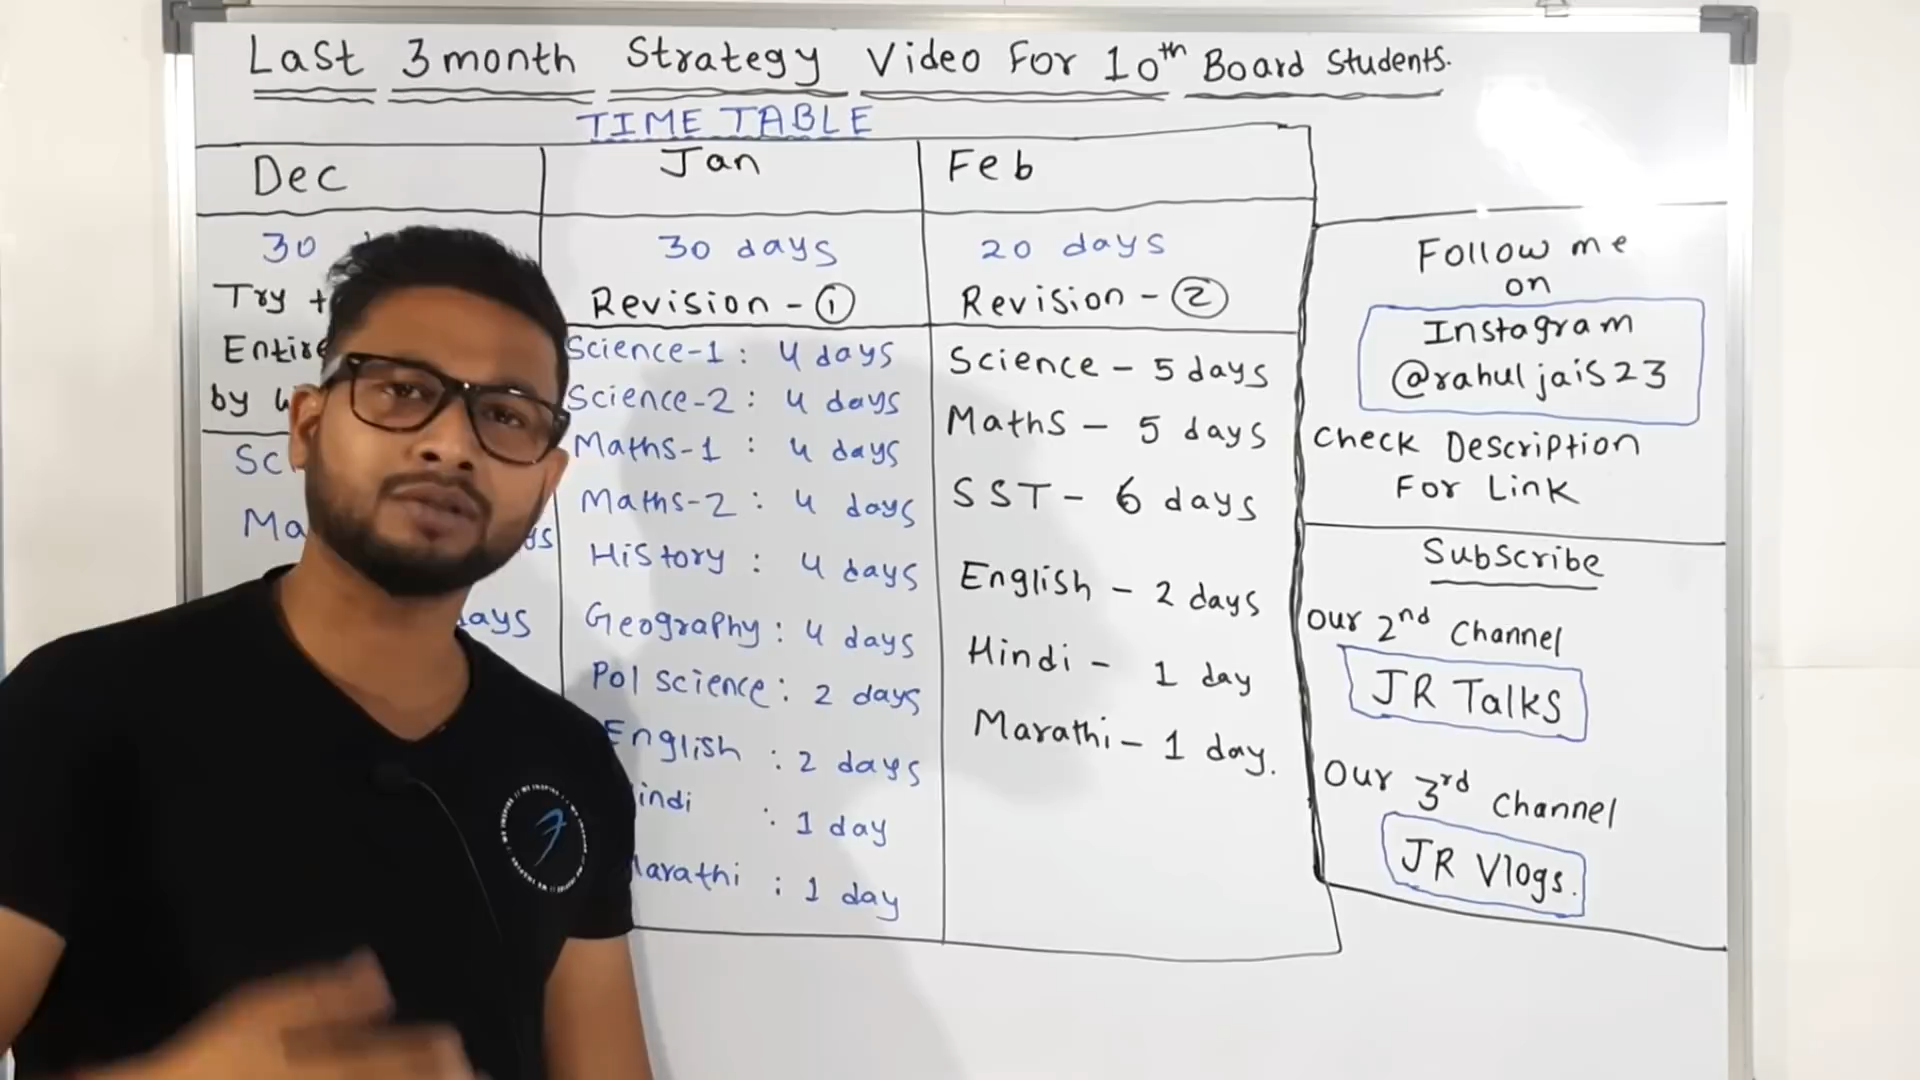 Last 3 month Strategy Video For 10th Board Students.
TIME TABLE
Dec
30
Try
Entire
by
Jan
30 days
Revision - ①
Science-1 : 4 days
Science-2 : 4 days
Maths-1 : 4 days
Maths-2 : 4 days
History : 4 days
Geography : 4 days
Pol science : 2 days
English : 2 days
indi : 1 day
arathi : 1 day
Feb
20 days
Revision - ②
Science - 5 days
Maths - 5 days
SST - 6 days
English - 2 days
Hindi - 1 day
Marathi - 1 day.
Follow me
on
Instagram
@rahuljais23
Check Description
For Link
Subscribe
Our 2nd Channel
JR Talks
Our 3rd Channel
JR Vlogs.